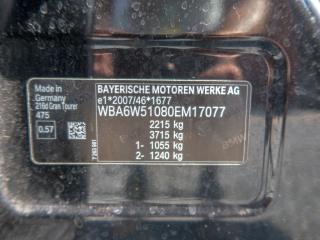 Made in
Germany
216d Gran Tourer
475
0.57
BAYERISCHE MOTOREN WERKE AG
e1*2007/46*1677
WBA6W51080EM17077
2215 kg
3715 kg
1- 1055 kg
2- 1240 kg